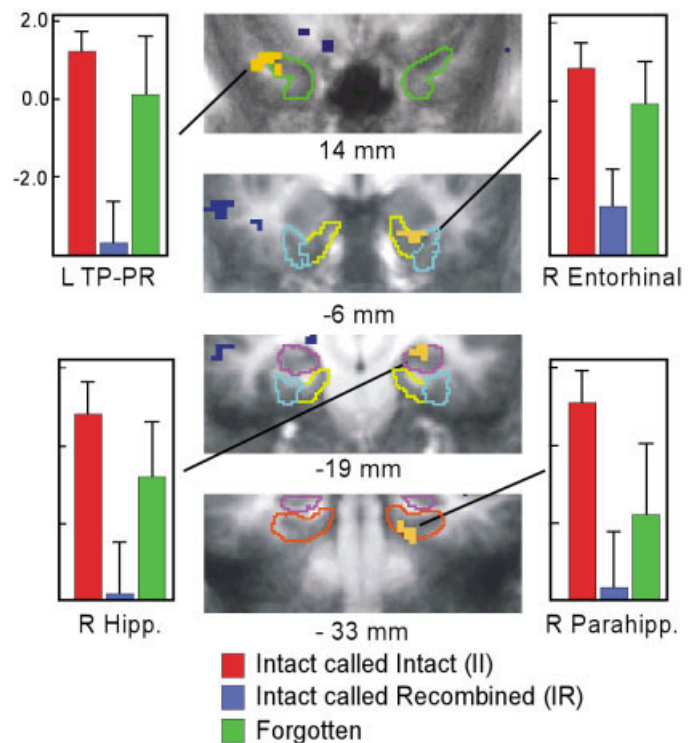 2.0
0.0
-2.0
L TP-PR
14 mm
R Entorhinal
-6 mm
-19 mm
R Hipp.
- 33 mm
R Parahipp.
Intact called Intact (II)
Intact called Recombined (IR)
Forgotten